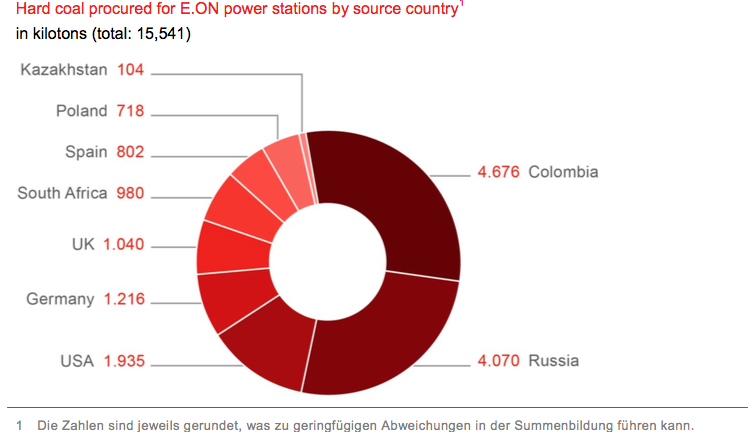 Hard coal procured for E.ON power stations by source country1
in kilotons (total: 15,541)
Kazakhstan 104
Poland 718
Spain 802
South Africa 980
UK 1.040
Germany 1.216
USA 1.935
4.676 Colombia
4.070 Russia
1 Die Zahlen sind jeweils gerundet, was zu geringfügigen Abweichungen in der Summenbildung führen kann.